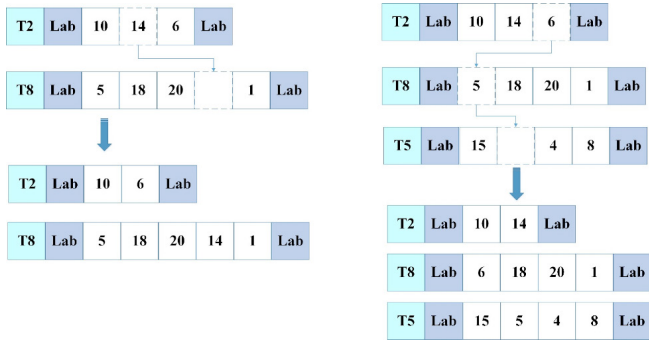 T2 Lab 10 14 6 Lab
T8 Lab 5 18 20 1 Lab
T2 Lab 10 6 Lab
T8 Lab 5 18 20 14 1 Lab
T2 Lab 10 14 6 Lab
T8 Lab 5 18 20 1 Lab
T5 Lab 15 4 8 Lab
T2 Lab 10 14 Lab
T8 Lab 6 18 20 1 Lab
T5 Lab 15 5 4 8 Lab